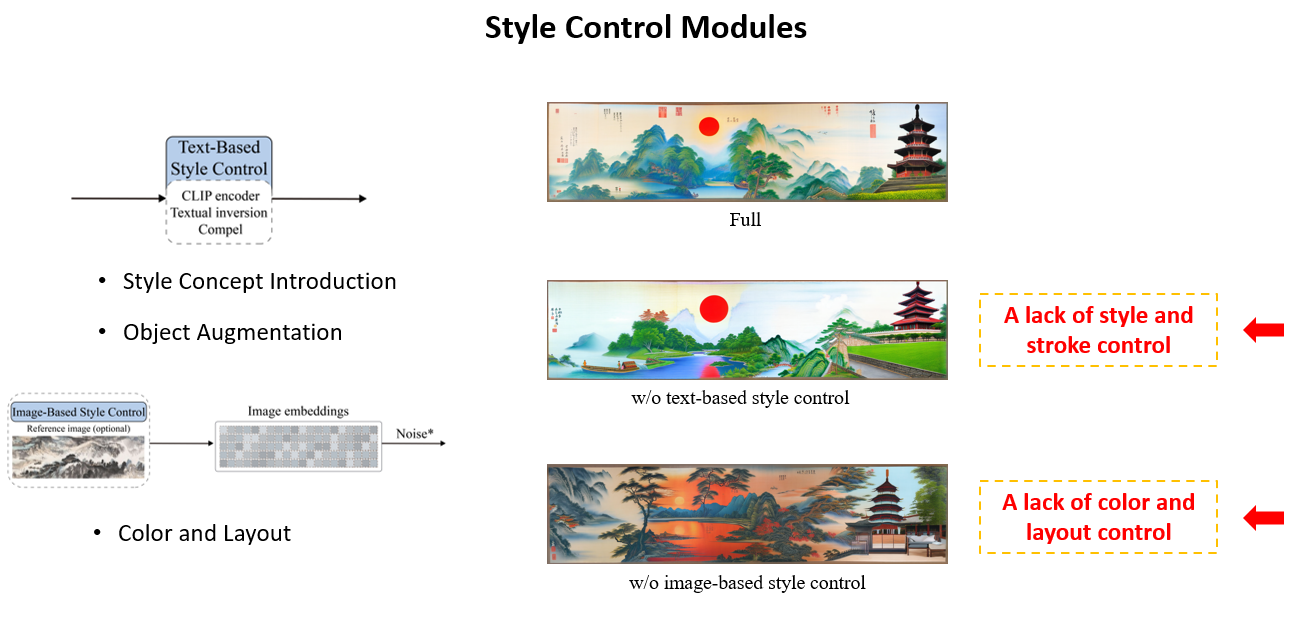 Style Control Modules
Text-Based
Style Control
CLIP encoder
Textual inversion
Compel
• Style Concept Introduction
• Object Augmentation
Image-Based Style Control
Reference image (optional)
Image embeddings
Noise*
• Color and Layout
Full
w/o text-based style control
A lack of style and
stroke control
w/o image-based style control
A lack of color and
layout control